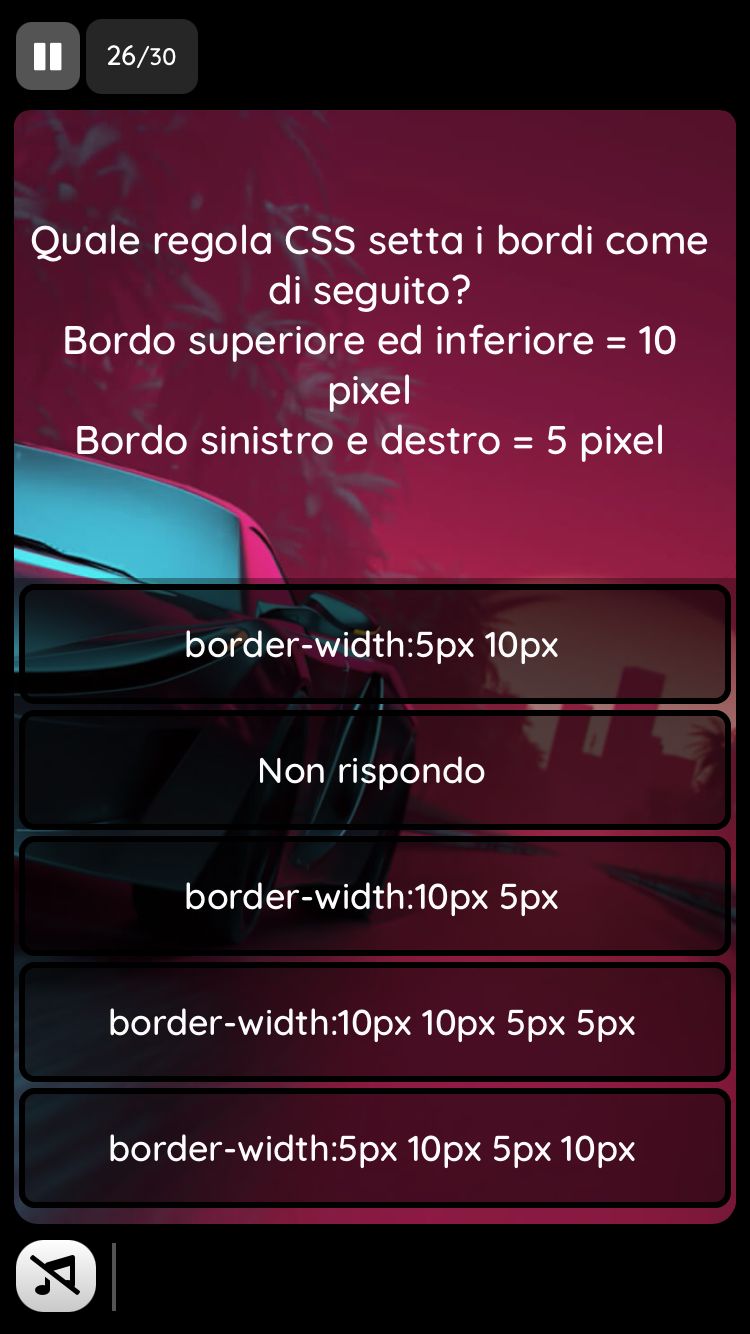 26/30
Quale regola CSS setta i bordi come
di seguito?
Bordo superiore ed inferiore = 10
pixel
Bordo sinistro e destro = 5 pixel
border-width:5px 10px
Non rispondo
border-width:10px 5px
border-width:10px 10px 5px 5px
border-width:5px 10px 5px 10px